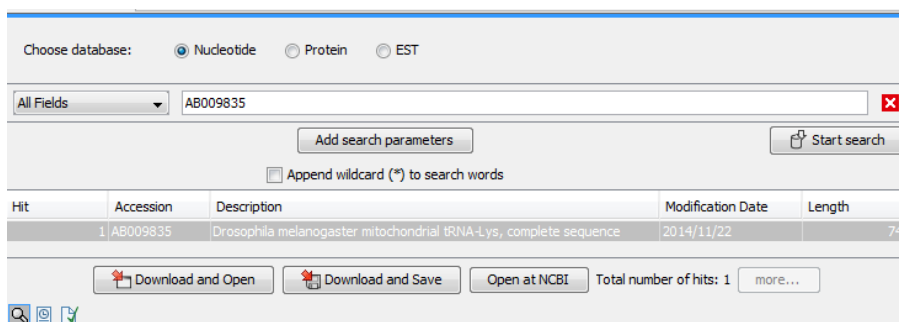 Choose database: Nucleotide Protein EST
All Fields AB009835
Add search parameters Start search
Append wildcard (*) to search words
Hit Accession Description Modification Date Length
1 AB009835 Drosophila melanogaster mitochondrial tRNA-Lys, complete sequence 2014/11/22
Download and Open Download and Save Open at NCBI Total number of hits: 1 more...